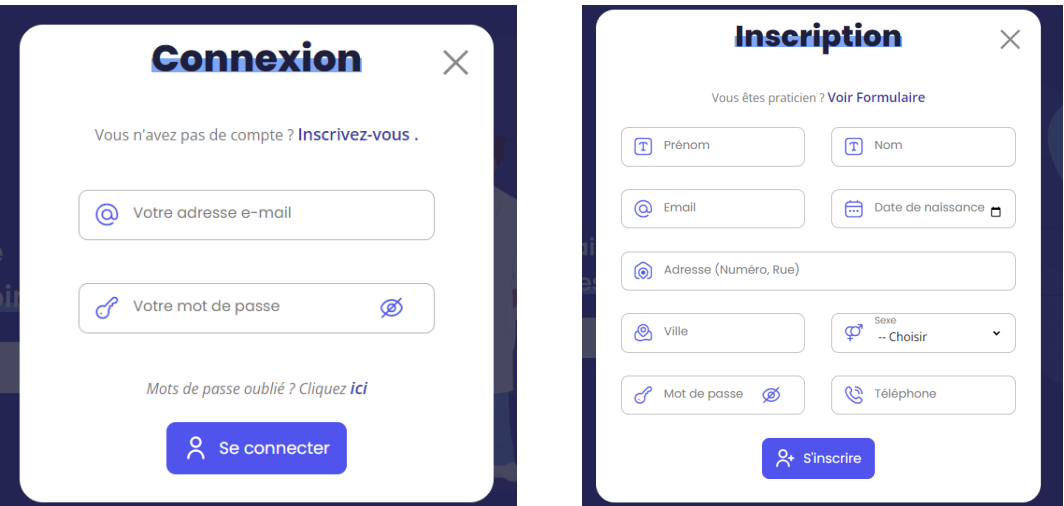 Connexion
Vous n'avez pas de compte ? Inscrivez-vous .
Votre adresse e-mail
Votre mot de passe
Mots de passe oublié ? Cliquez ici
Se connecter
Inscription
Vous êtes praticien ? Voir Formulaire
Prénom
Nom
Email
Date de naissance
Adresse (Numéro, Rue)
Ville
Sexe
-- Choisir
Mot de passe
Téléphone
S'inscrire